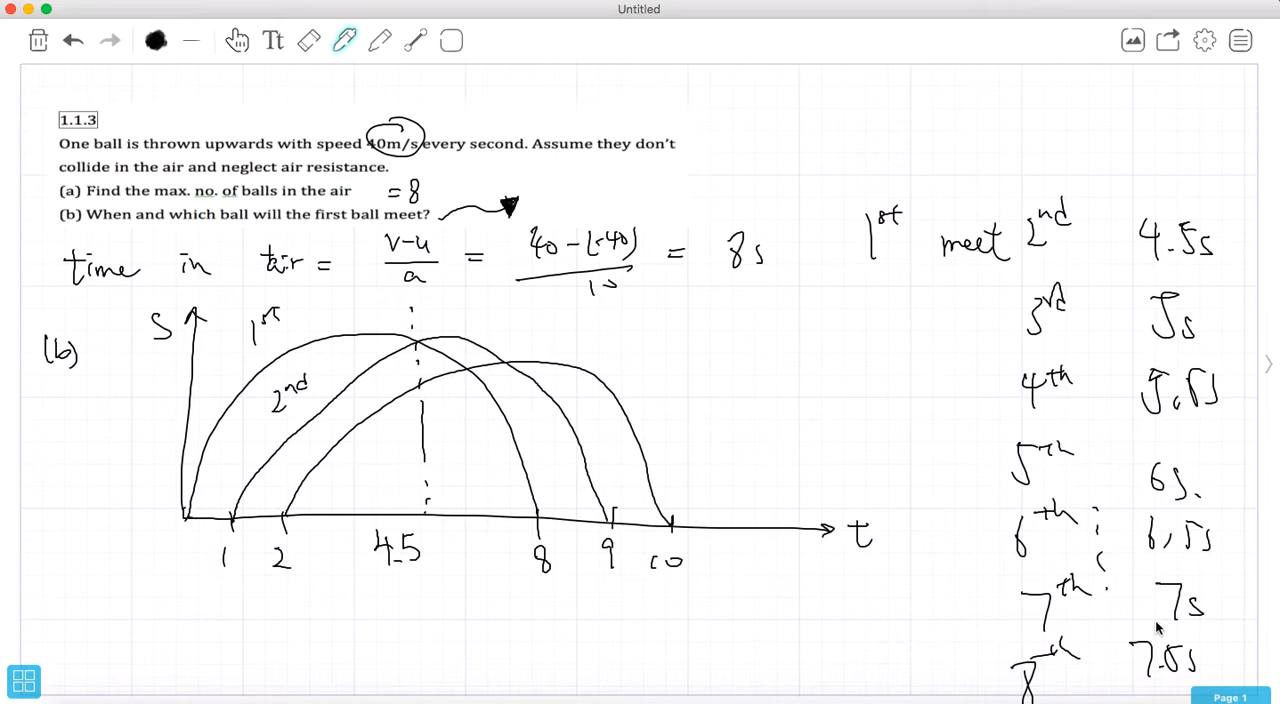 Untitled
Tt
1.1.3
One ball is thrown upwards with speed 40m/s every second. Assume they don't
collide in the air and neglect air resistance.
(a) Find the max. no. of balls in the air = 8
(b) When and which ball will the first ball meet?
time in air = v-u / a = 40 - (-40) / 10 = 8s
(b)
S
1st
2nd
1 2 4.5 8 9 10 t
1st meet 2nd 4.5s
3rd 5s
4th 5.5s
5th 6s.
6th : 6.5s
7th : 7s
8th 7.5s
Page 1